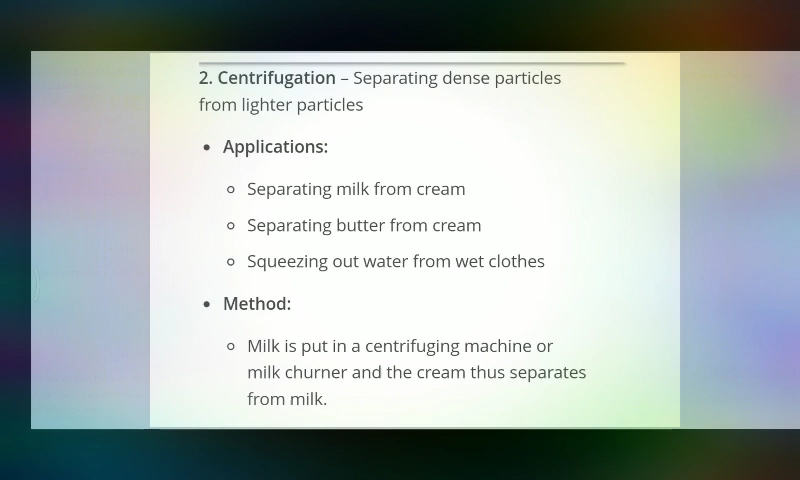 2. Centrifugation – Separating dense particles
from lighter particles
• Applications:
◦ Separating milk from cream
◦ Separating butter from cream
◦ Squeezing out water from wet clothes
• Method:
◦ Milk is put in a centrifuging machine or
milk churner and the cream thus separates
from milk.